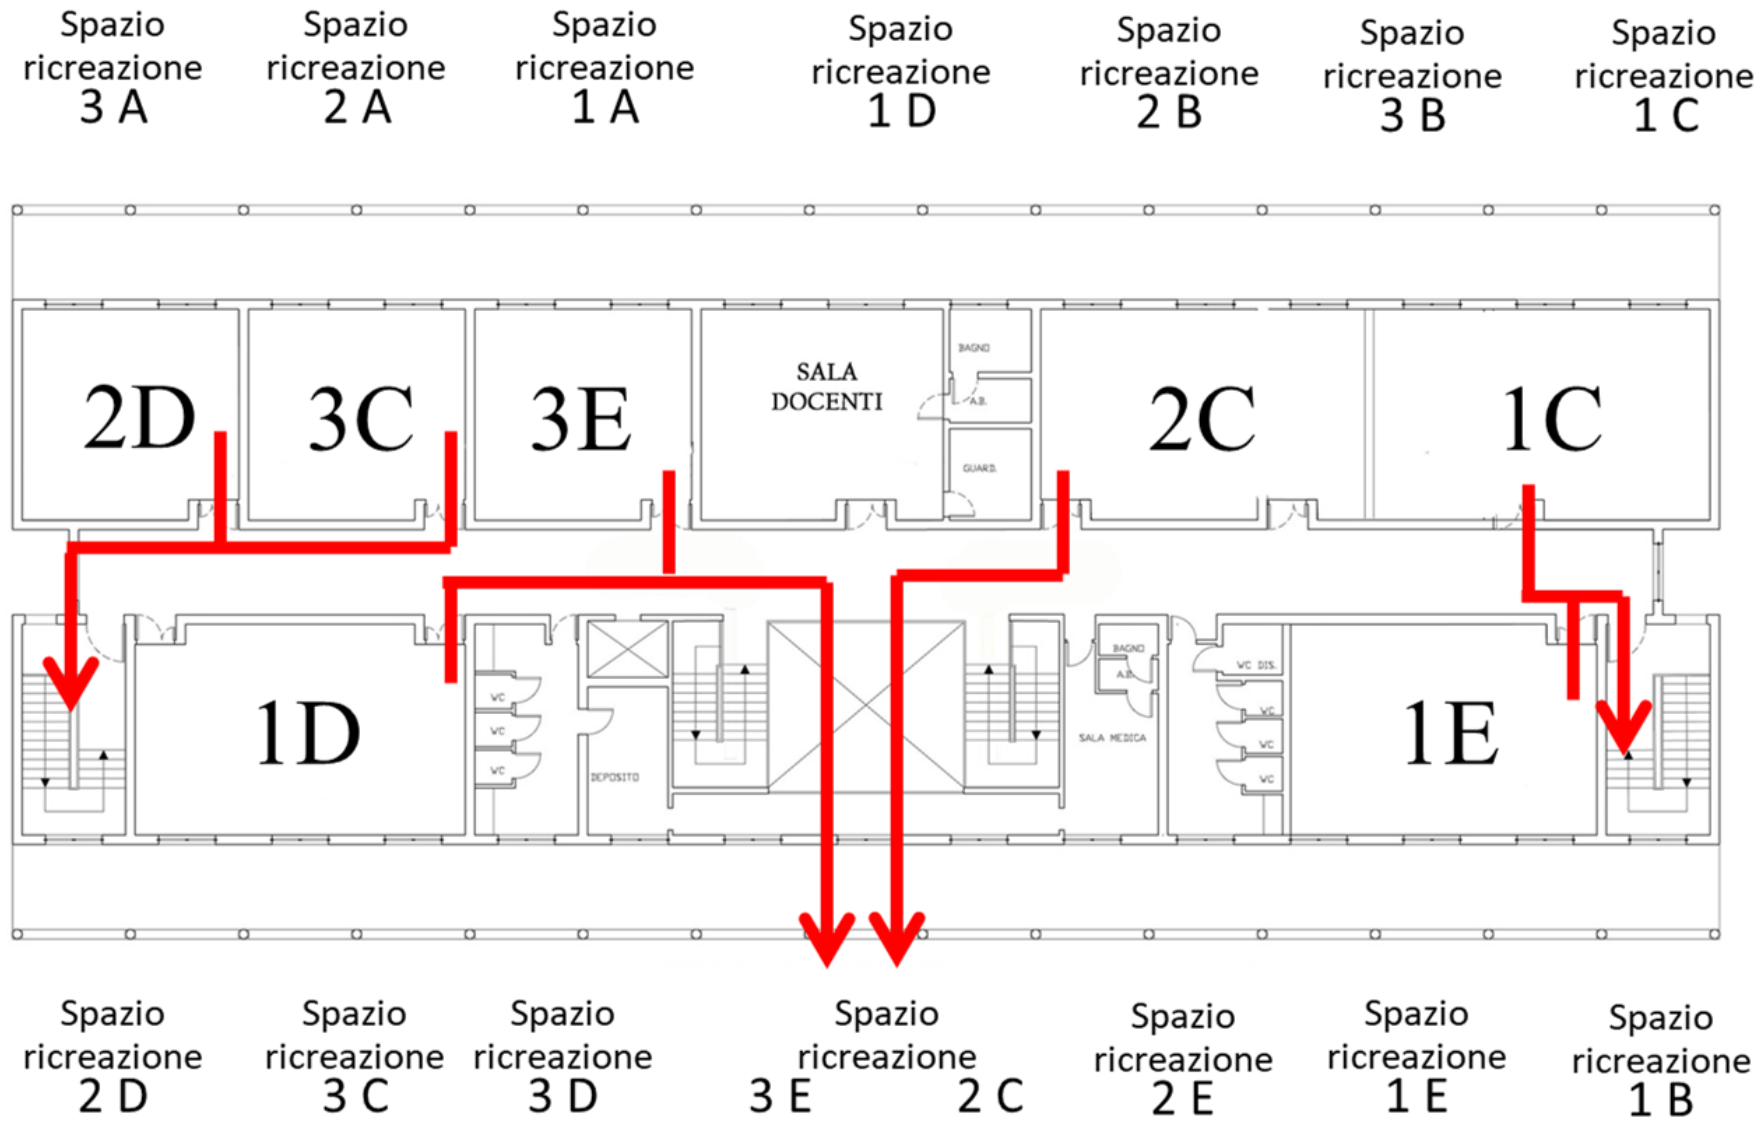 Spazio
ricreazione
3 A
Spazio
ricreazione
2 A
Spazio
ricreazione
1 A
Spazio
ricreazione
1 D
Spazio
ricreazione
2 B
Spazio
ricreazione
3 B
Spazio
ricreazione
1 C
2D
3C
3E
SALA
DOCENTI
BAGNO
A.B.
GUARD.
2C
1C
1D
WC
WC
WC
DEPOSITO
BAGNO
A.B.
SALA MEDICA
WC DIS.
WC
WC
WC
1E
Spazio
ricreazione
2 D
Spazio
ricreazione
3 C
Spazio
ricreazione
3 D
Spazio
ricreazione
3 E 2 C
Spazio
ricreazione
2 E
Spazio
ricreazione
1 E
Spazio
ricreazione
1 B